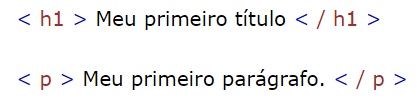 < h1 > Meu primeiro título < / h1 >
< p > Meu primeiro parágrafo. < / p >